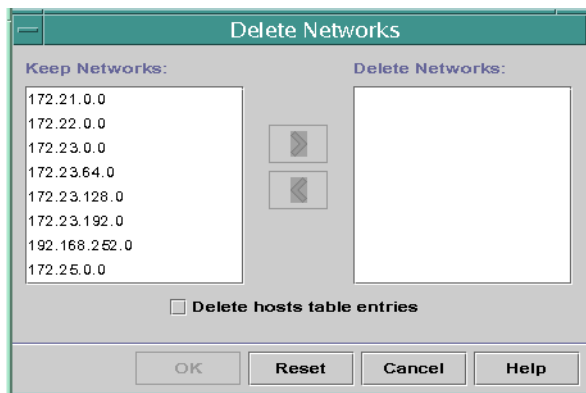 Delete Networks
Keep Networks:
Delete Networks:
172.21.0.0
172.22.0.0
172.23.0.0
172.23.64.0
172.23.128.0
172.23.192.0
192.168.252.0
172.25.0.0
Delete hosts table entries
OK
Reset
Cancel
Help